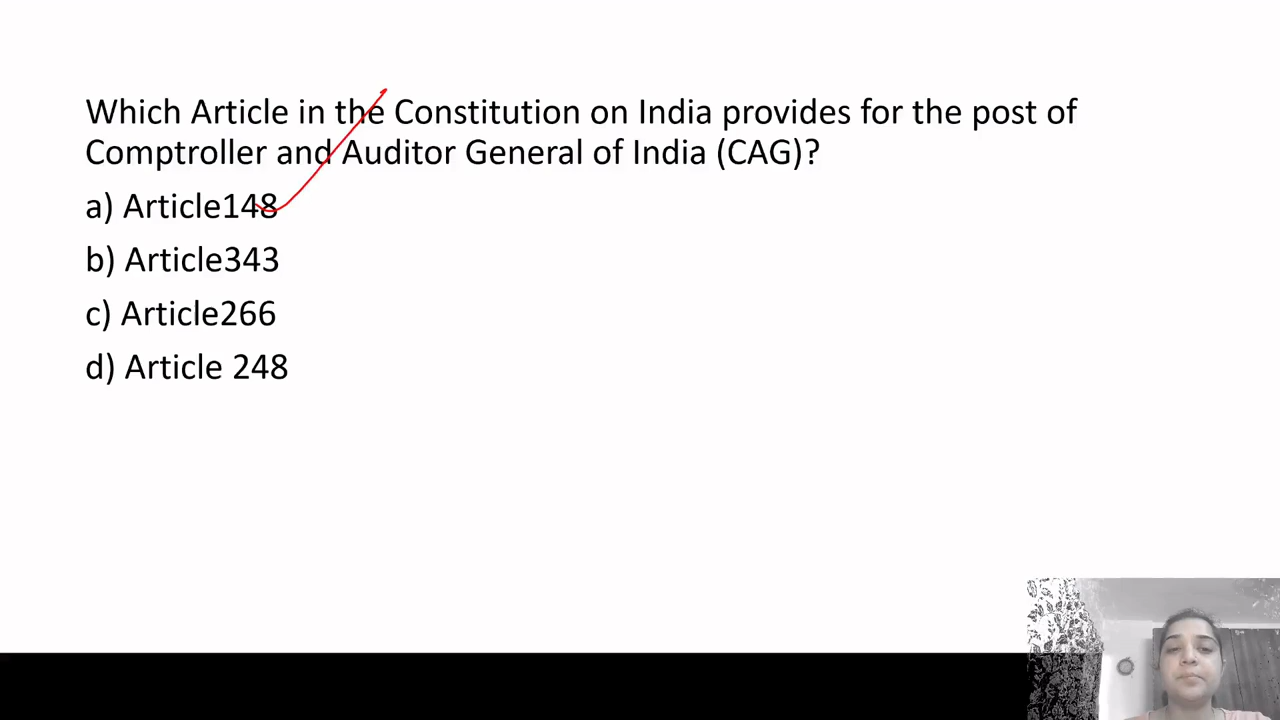 Which Article in the Constitution on India provides for the post of
Comptroller and Auditor General of India (CAG)?
a) Article148
b) Article343
c) Article266
d) Article 248